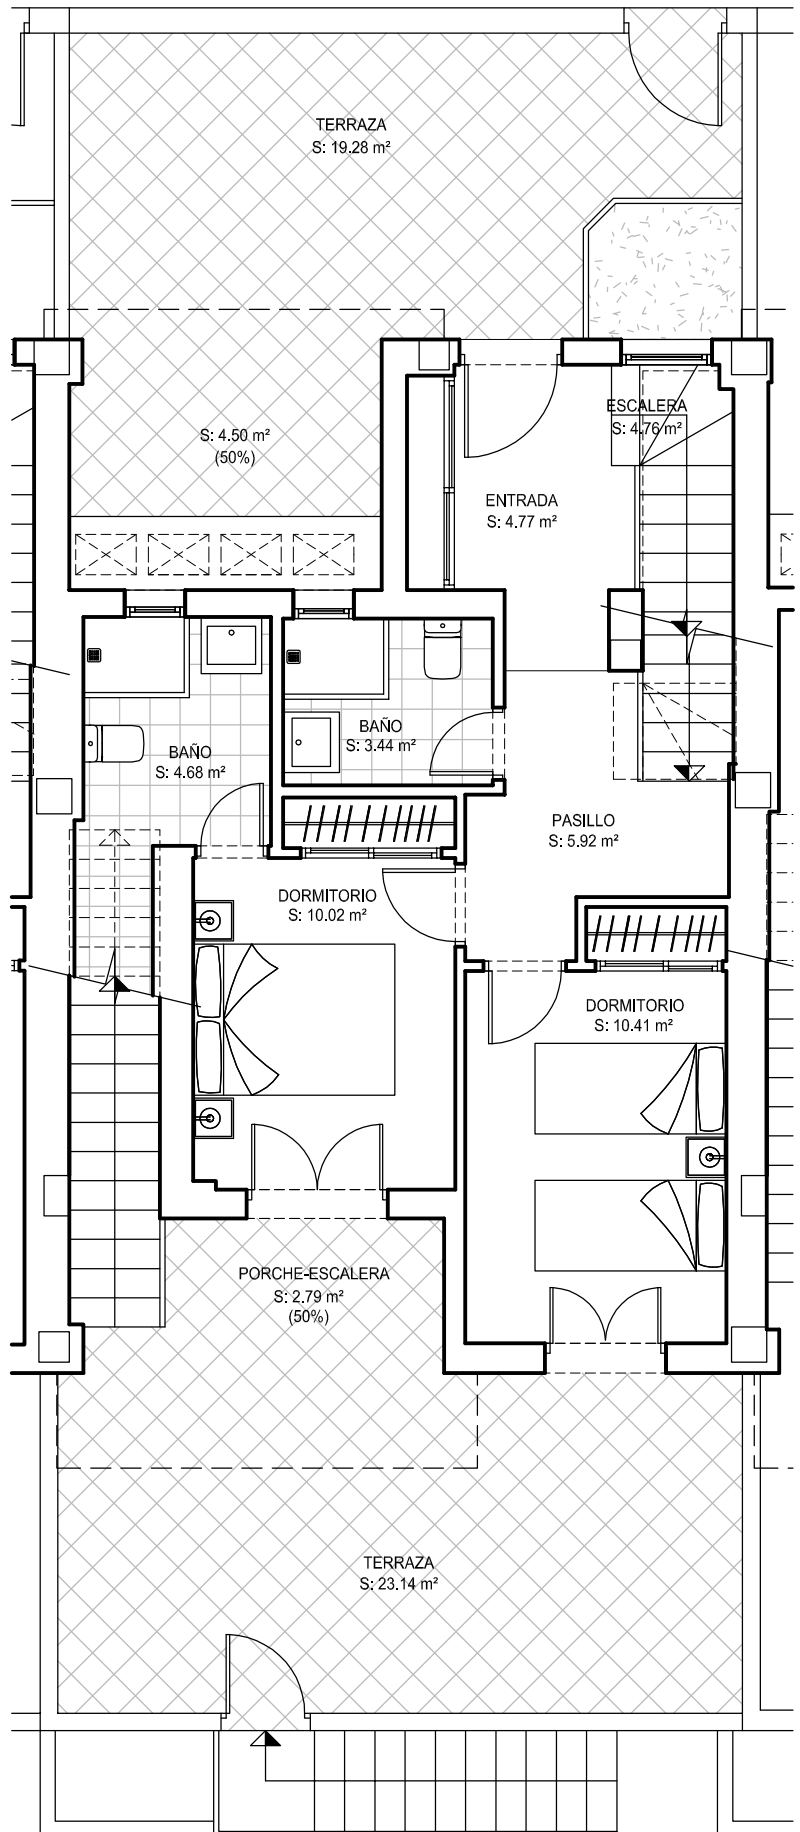 TERRAZA
S: 19.28 m²
S: 4.50 m²
(50%)
ESCALERA
S: 4.76 m²
ENTRADA
S: 4.77 m²
BAÑO
S: 3.44 m²
BAÑO
S: 4.68 m²
PASILLO
S: 5.92 m²
DORMITORIO
S: 10.02 m²
DORMITORIO
S: 10.41 m²
PORCHE-ESCALERA
S: 2.79 m²
(50%)
TERRAZA
S: 23.14 m²